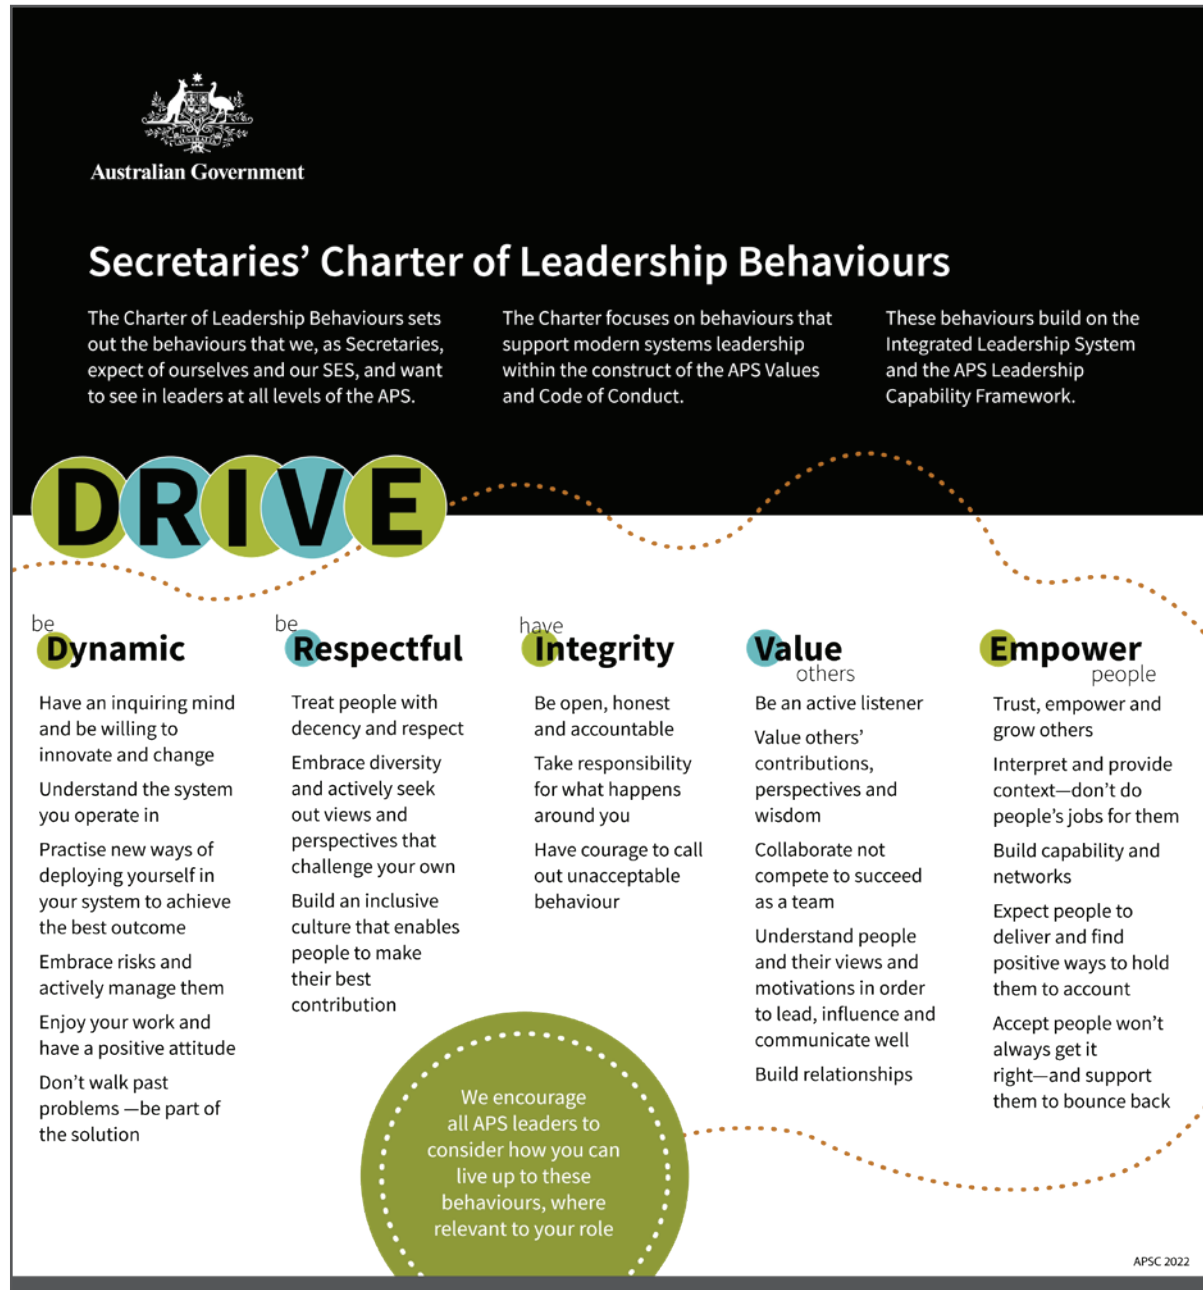 Australian Government
Secretaries’ Charter of Leadership Behaviours
The Charter of Leadership Behaviours sets
out the behaviours that we, as Secretaries,
expect of ourselves and our SES, and want
to see in leaders at all levels of the APS.
The Charter focuses on behaviours that
support modern systems leadership
within the construct of the APS Values
and Code of Conduct.
These behaviours build on the
Integrated Leadership System
and the APS Leadership
Capability Framework.
DRIVE
be
Dynamic
Have an inquiring mind
and be willing to
innovate and change
Understand the system
you operate in
Practise new ways of
deploying yourself in
your system to achieve
the best outcome
Embrace risks and
actively manage them
Enjoy your work and
have a positive attitude
Don’t walk past
problems —be part of
the solution
be
Respectful
Treat people with
decency and respect
Embrace diversity
and actively seek
out views and
perspectives that
challenge your own
Build an inclusive
culture that enables
people to make
their best
contribution
have
Integrity
Be open, honest
and accountable
Take responsibility
for what happens
around you
Have courage to call
out unacceptable
behaviour
Value
others
Be an active listener
Value others’
contributions,
perspectives and
wisdom
Collaborate not
compete to succeed
as a team
Understand people
and their views and
motivations in order
to lead, influence and
communicate well
Build relationships
Empower
people
Trust, empower and
grow others
Interpret and provide
context—don’t do
people’s jobs for them
Build capability and
networks
Expect people to
deliver and find
positive ways to hold
them to account
Accept people won’t
always get it
right—and support
them to bounce back
We encourage
all APS leaders to
consider how you can
live up to these
behaviours, where
relevant to your role
APSC 2022